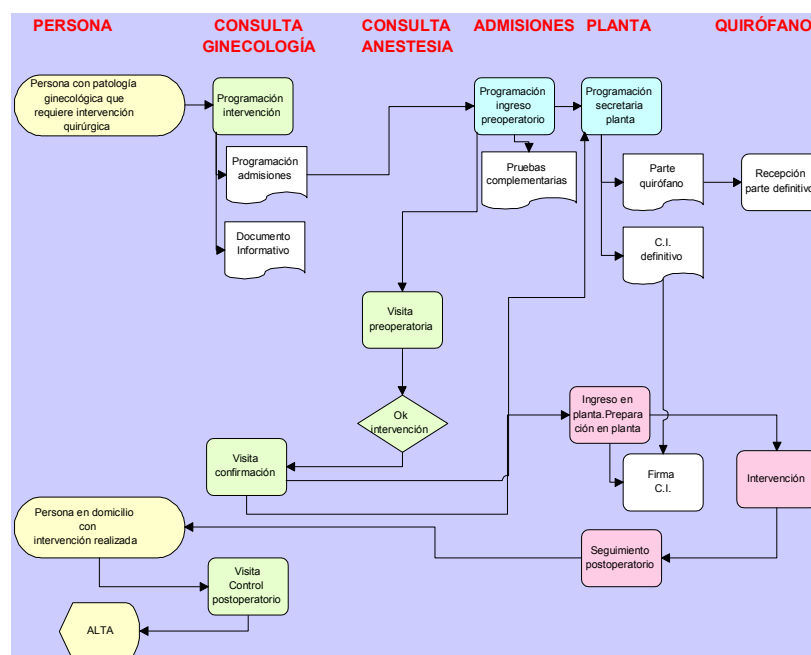 PERSONA
CONSULTA
GINECOLOGÍA
CONSULTA
ANESTESIA
ADMISIONES
PLANTA
QUIRÓFANO
Persona con patología
ginecológica que
requiere intervención
quirúrgica
Programación
intervención
Programación
ingreso
preoperatorio
Programación
secretaria
planta
Programación
admisiones
Pruebas
complementarias
Parte
quirófano
Recepción
parte definitivo
Documento
Informativo
C.I.
definitivo
Visita
preoperatoria
Ok
intervención
Ingreso en
planta.Prepara
ción en planta
Visita
confirmación
Firma
C.I.
Intervención
Persona en domicilio
con
intervención realizada
Seguimiento
postoperatorio
Visita
Control
postoperatorio
ALTA